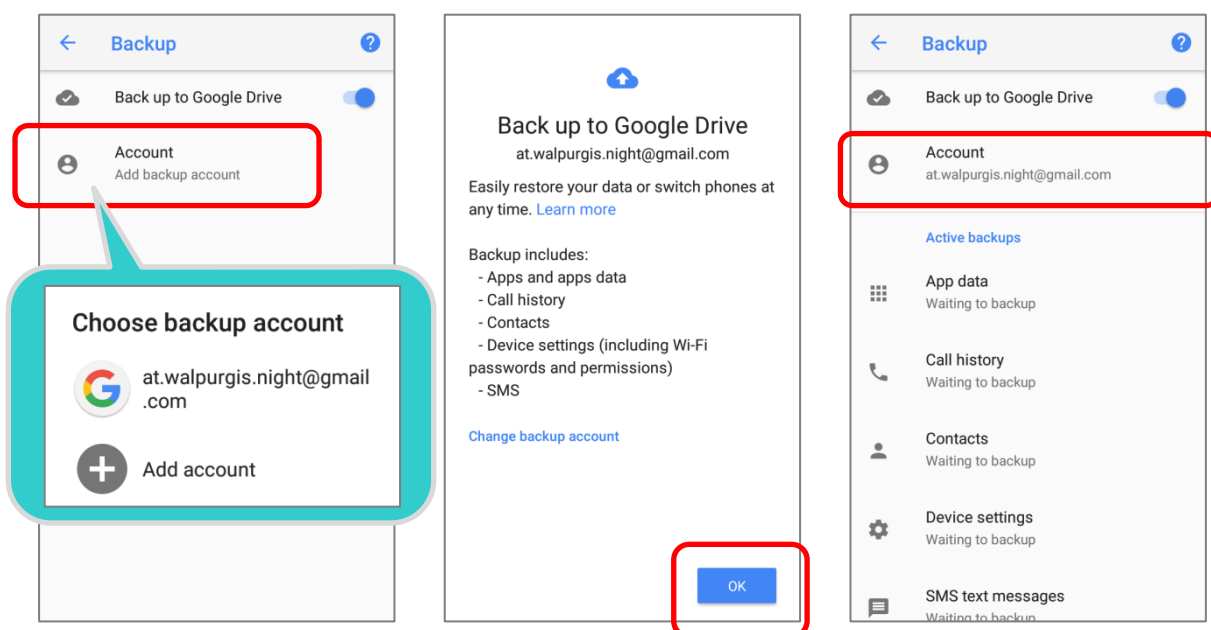 Backup
Back up to Google Drive
Account
Add backup account
Choose backup account
at.walpurgis.night@gmail
.com
Add account
Back up to Google Drive
at.walpurgis.night@gmail.com
Easily restore your data or switch phones at
any time. Learn more
Backup includes:
- Apps and apps data
- Call history
- Contacts
- Device settings (including Wi-Fi
passwords and permissions)
- SMS
Change backup account
OK
Backup
Back up to Google Drive
Account
at.walpurgis.night@gmail.com
Active backups
App data
Waiting to backup
Call history
Waiting to backup
Contacts
Waiting to backup
Device settings
Waiting to backup
SMS text messages
Waiting to backup